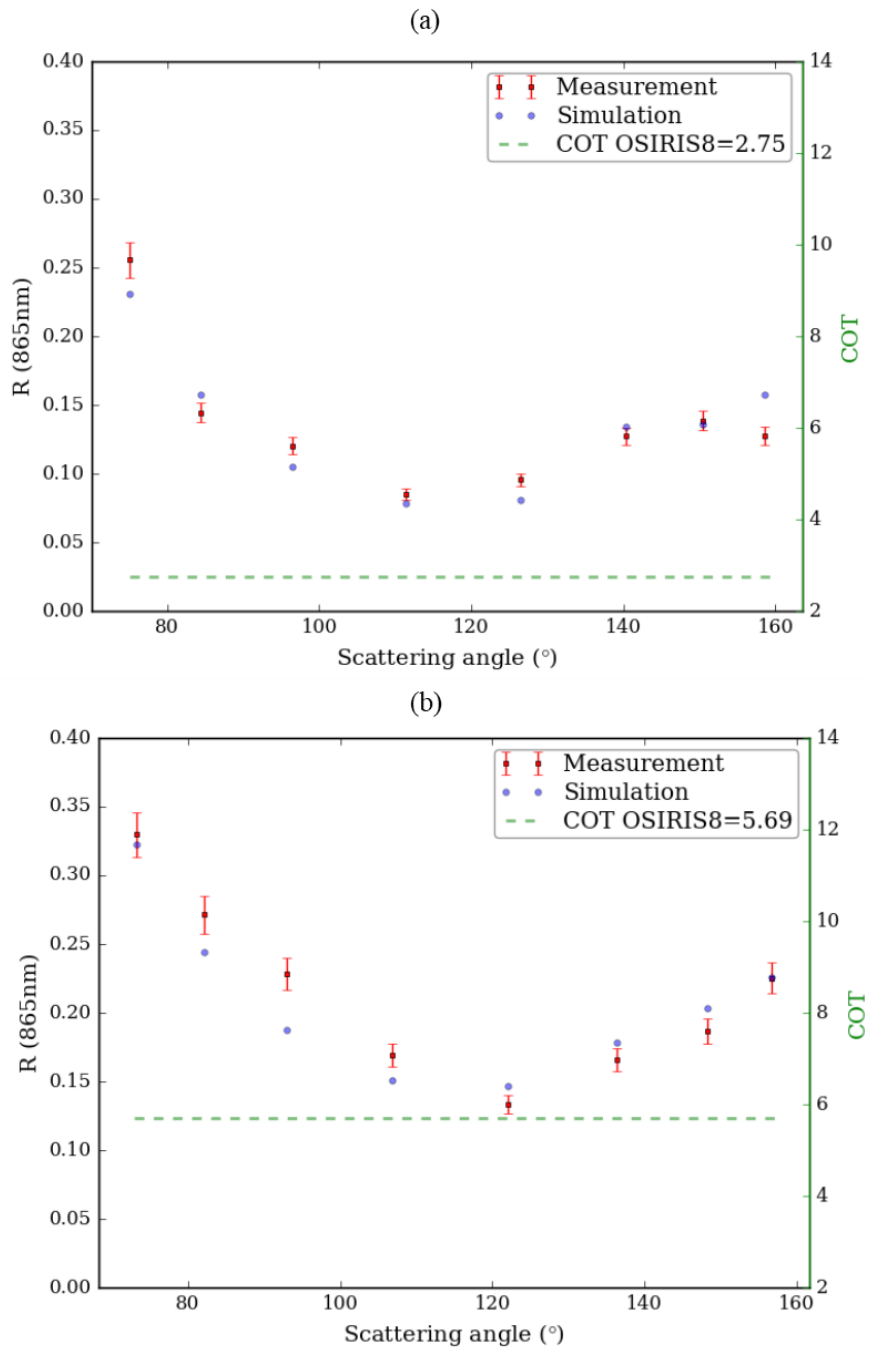 (a)
0.40
0.35
0.30
0.25
0.20
0.15
0.10
0.05
0.00
R (865nm)
14
12
10
8
6
4
2
COT
Measurement
Simulation
COT OSIRIS8=2.75
80 100 120 140 160
Scattering angle (°)
(b)
0.40
0.35
0.30
0.25
0.20
0.15
0.10
0.05
0.00
R (865nm)
14
12
10
8
6
4
2
COT
Measurement
Simulation
COT OSIRIS8=5.69
80 100 120 140 160
Scattering angle (°)